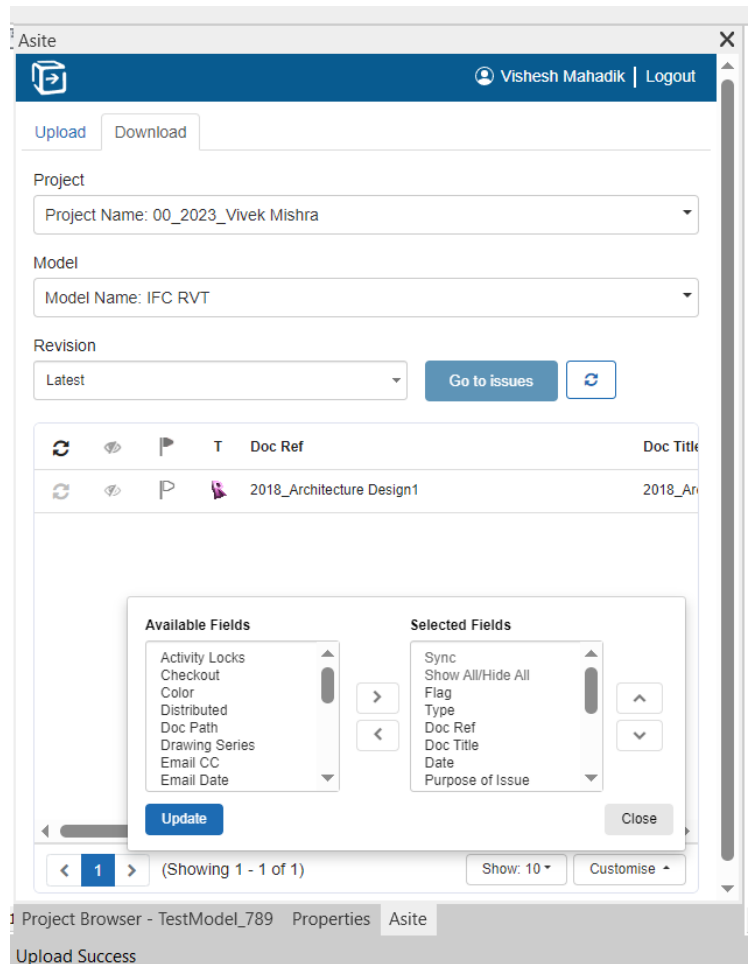 Asite
Vishesh Mahadik | Logout
Upload Download
Project
Project Name: 00_2023_Vivek Mishra
Model
Model Name: IFC RVT
Revision
Latest Go to issues
T Doc Ref Doc Title
2018_Architecture Design1 2018_Ar
Available Fields Selected Fields
Activity Locks
Checkout
Color
Distributed
Doc Path
Drawing Series
Email CC
Email Date
Sync
Show All/Hide All
Flag
Type
Doc Ref
Doc Title
Date
Purpose of Issue
Update Close
1 (Showing 1 - 1 of 1) Show: 10 Customise
Project Browser - TestModel_789 Properties Asite
Upload Success